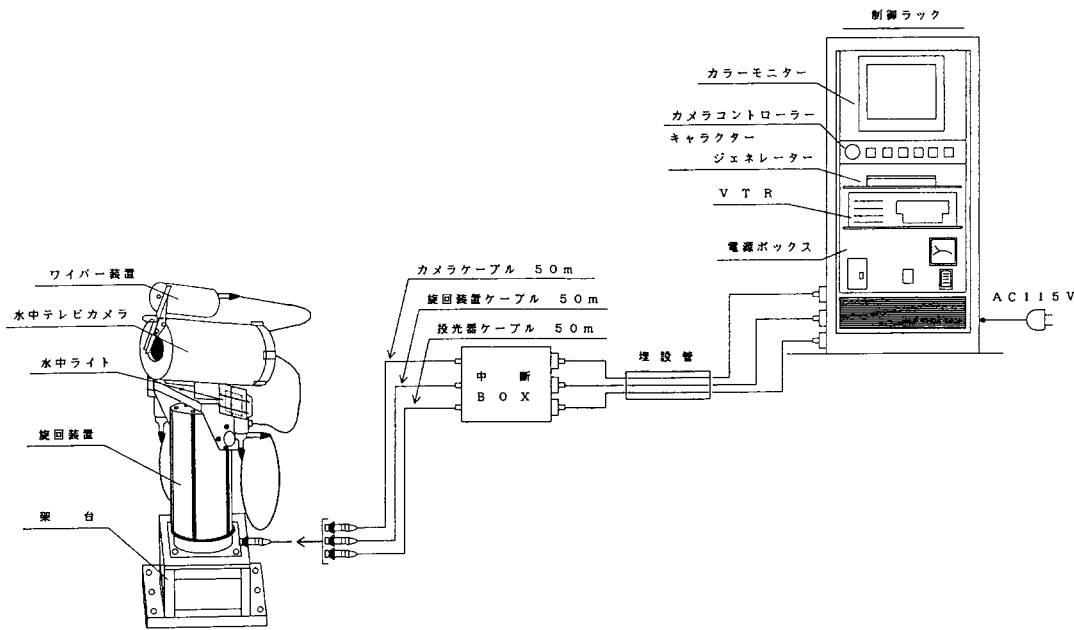 制御ラック
カラーモニター
カメラコントローラー
キャラクター
ジェネレーター
VTR
電源ボックス
AC115V
カメラケーブル 50m
旋回装置ケーブル 50m
投光器ケーブル 50m
中 断
BOX
埋設管
ワイパー装置
水中テレビカメラ
水中ライト
旋回装置
架 台